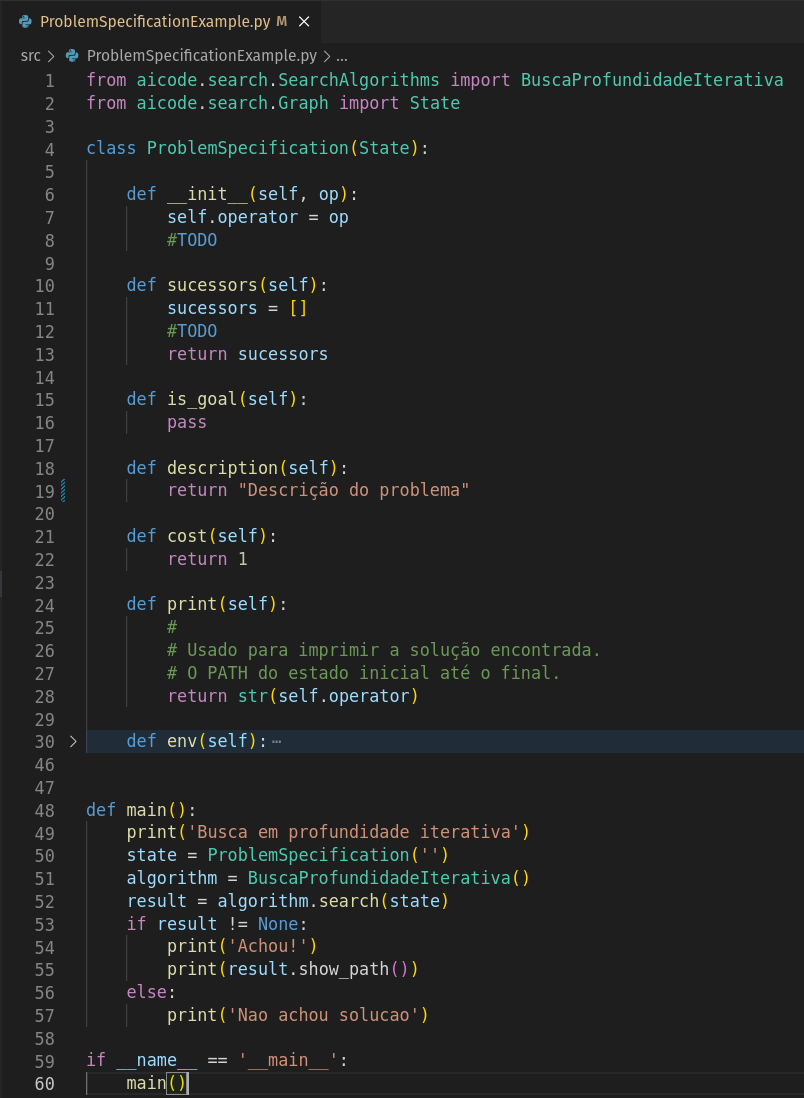 ProblemSpecificationExample.py M ×
src > ProblemSpecificationExample.py > ...
1 from aicode.search.SearchAlgorithms import BuscaProfundidadeIterativa
2 from aicode.search.Graph import State
3
4 class ProblemSpecification(State):
5
6     def __init__(self, op):
7         self.operator = op
8         #TODO
9
10     def sucessors(self):
11         sucessors = []
12         #TODO
13         return sucessors
14
15     def is_goal(self):
16         pass
17
18     def description(self):
19         return "Descrição do problema"
20
21     def cost(self):
22         return 1
23
24     def print(self):
25         #
26         # Usado para imprimir a solução encontrada.
27         # O PATH do estado inicial até o final.
28         return str(self.operator)
29
30 >     def env(self): ⋯
46
47
48 def main():
49     print('Busca em profundidade iterativa')
50     state = ProblemSpecification('')
51     algorithm = BuscaProfundidadeIterativa()
52     result = algorithm.search(state)
53     if result != None:
54         print('Achou!')
55         print(result.show_path())
56     else:
57         print('Nao achou solucao')
58
59 if __name__ == '__main__':
60     main()